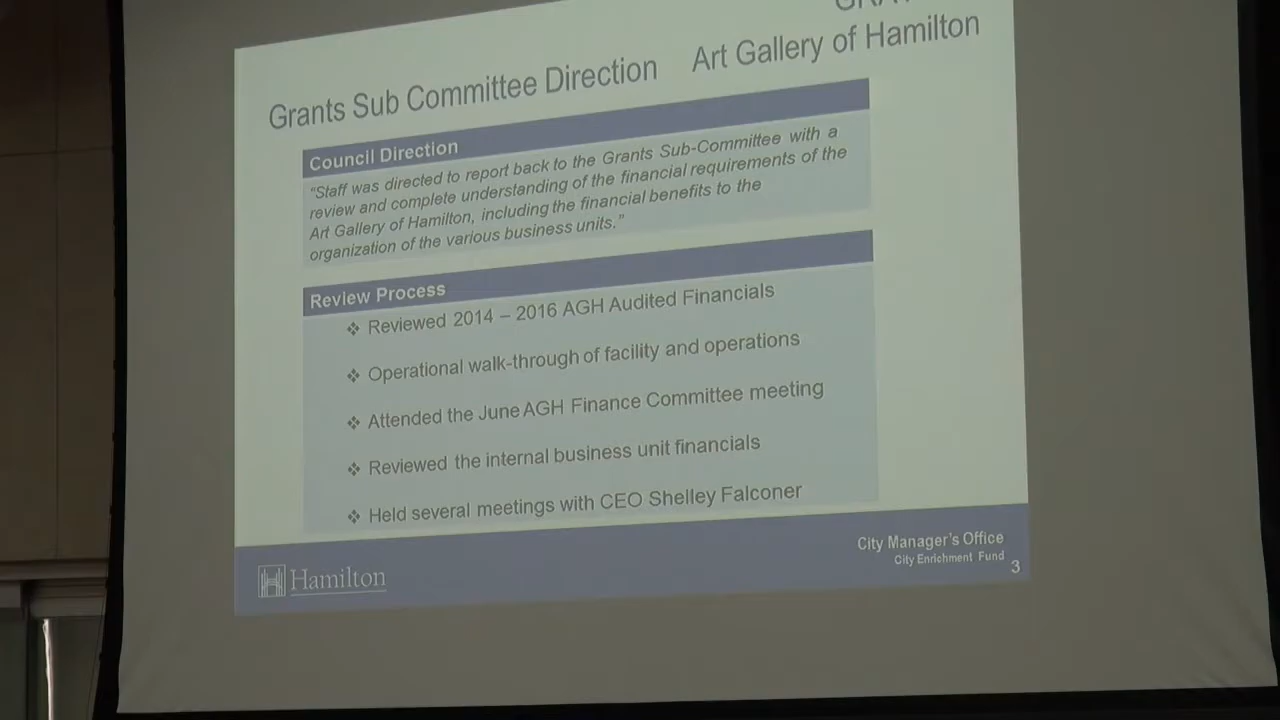 Grants Sub Committee Direction
Art Gallery of Hamilton
Council Direction
"Staff was directed to report back to the Grants Sub-Committee with a
review and complete understanding of the financial requirements of the
Art Gallery of Hamilton, including the financial benefits to the
organization of the various business units."
Review Process
❖ Reviewed 2014 – 2016 AGH Audited Financials
❖ Operational walk-through of facility and operations
❖ Attended the June AGH Finance Committee meeting
❖ Reviewed the internal business unit financials
❖ Held several meetings with CEO Shelley Falconer
Hamilton
City Manager's Office
City Enrichment Fund
3